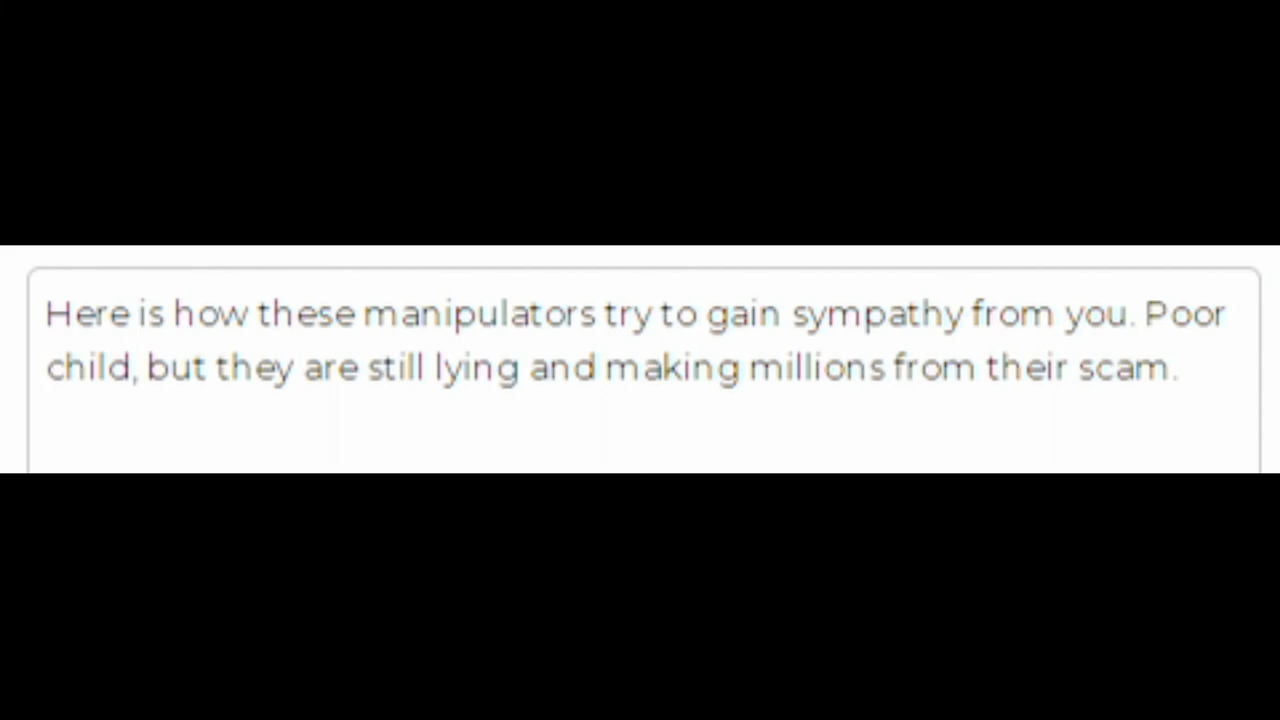 Here is how these manipulators try to gain sympathy from you. Poor
child, but they are still lying and making millions from their scam.